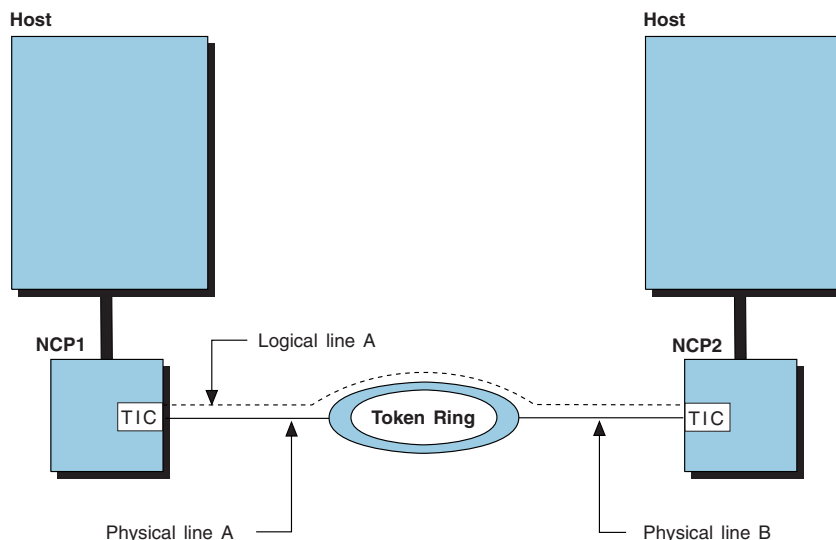 Host
Host
NCP1
Logical line A
NCP2
TIC
Token Ring
TIC
Physical line A
Physical line B